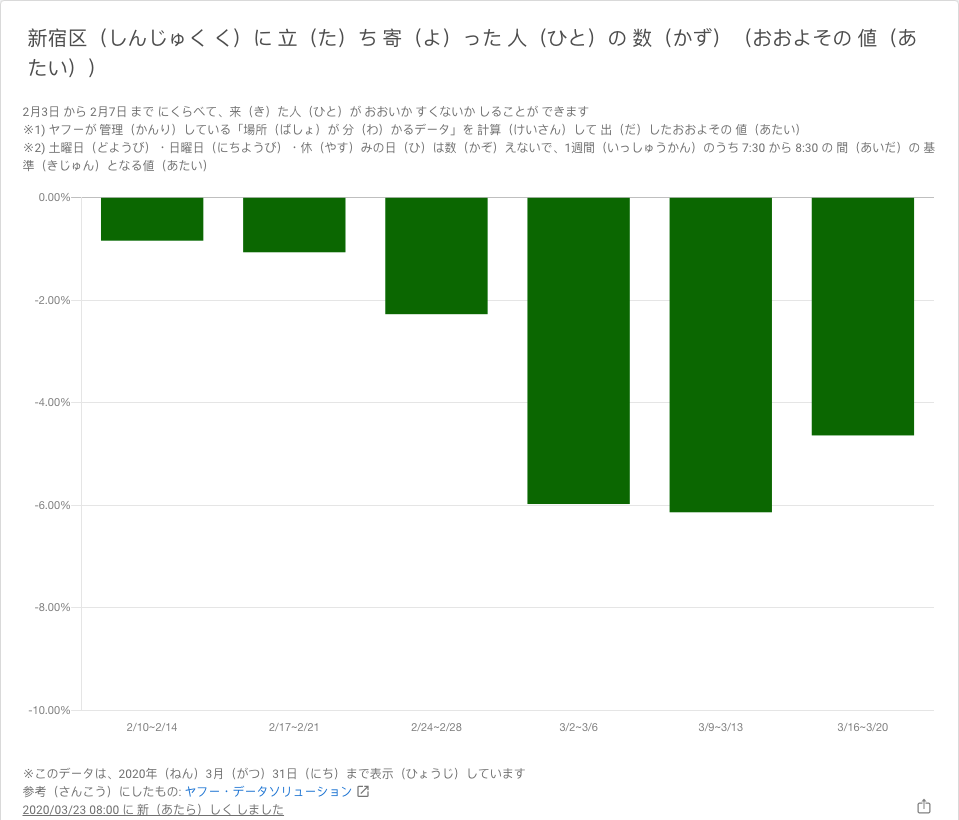 新宿区（しんじゅく く）に 立（た）ち 寄（よ）った 人（ひと）の 数（かず）（おおよその 値（あ
たい））
2月3日 から 2月7日 まで にくらべて、来（き）た人（ひと）が おおいか すくないか しることが できます
※1) ヤフーが 管理（かんり）している「場所（ばしょ）が 分（わ）かるデータ」を 計算（けいさん）して 出（だ）したおおよその 値（あたい）
※2) 土曜日（どようび）・日曜日（にちようび）・休（やす）みの日（ひ）は数（かぞ）えないで、1週間（いっしゅうかん）のうち 7:30 から 8:30 の 間（あいだ）の 基
準（きじゅん）となる値（あたい）
0.00%
-2.00%
-4.00%
-6.00%
-8.00%
-10.00%
2/10~2/14 2/17~2/21 2/24~2/28 3/2~3/6 3/9~3/13 3/16~3/20
※このデータは、2020年（ねん）3月（がつ）31日（にち）まで表示（ひょうじ）しています
参考（さんこう）にしたもの: ヤフー・データソリューション
2020/03/23 08:00 に 新（あたら）しく しました